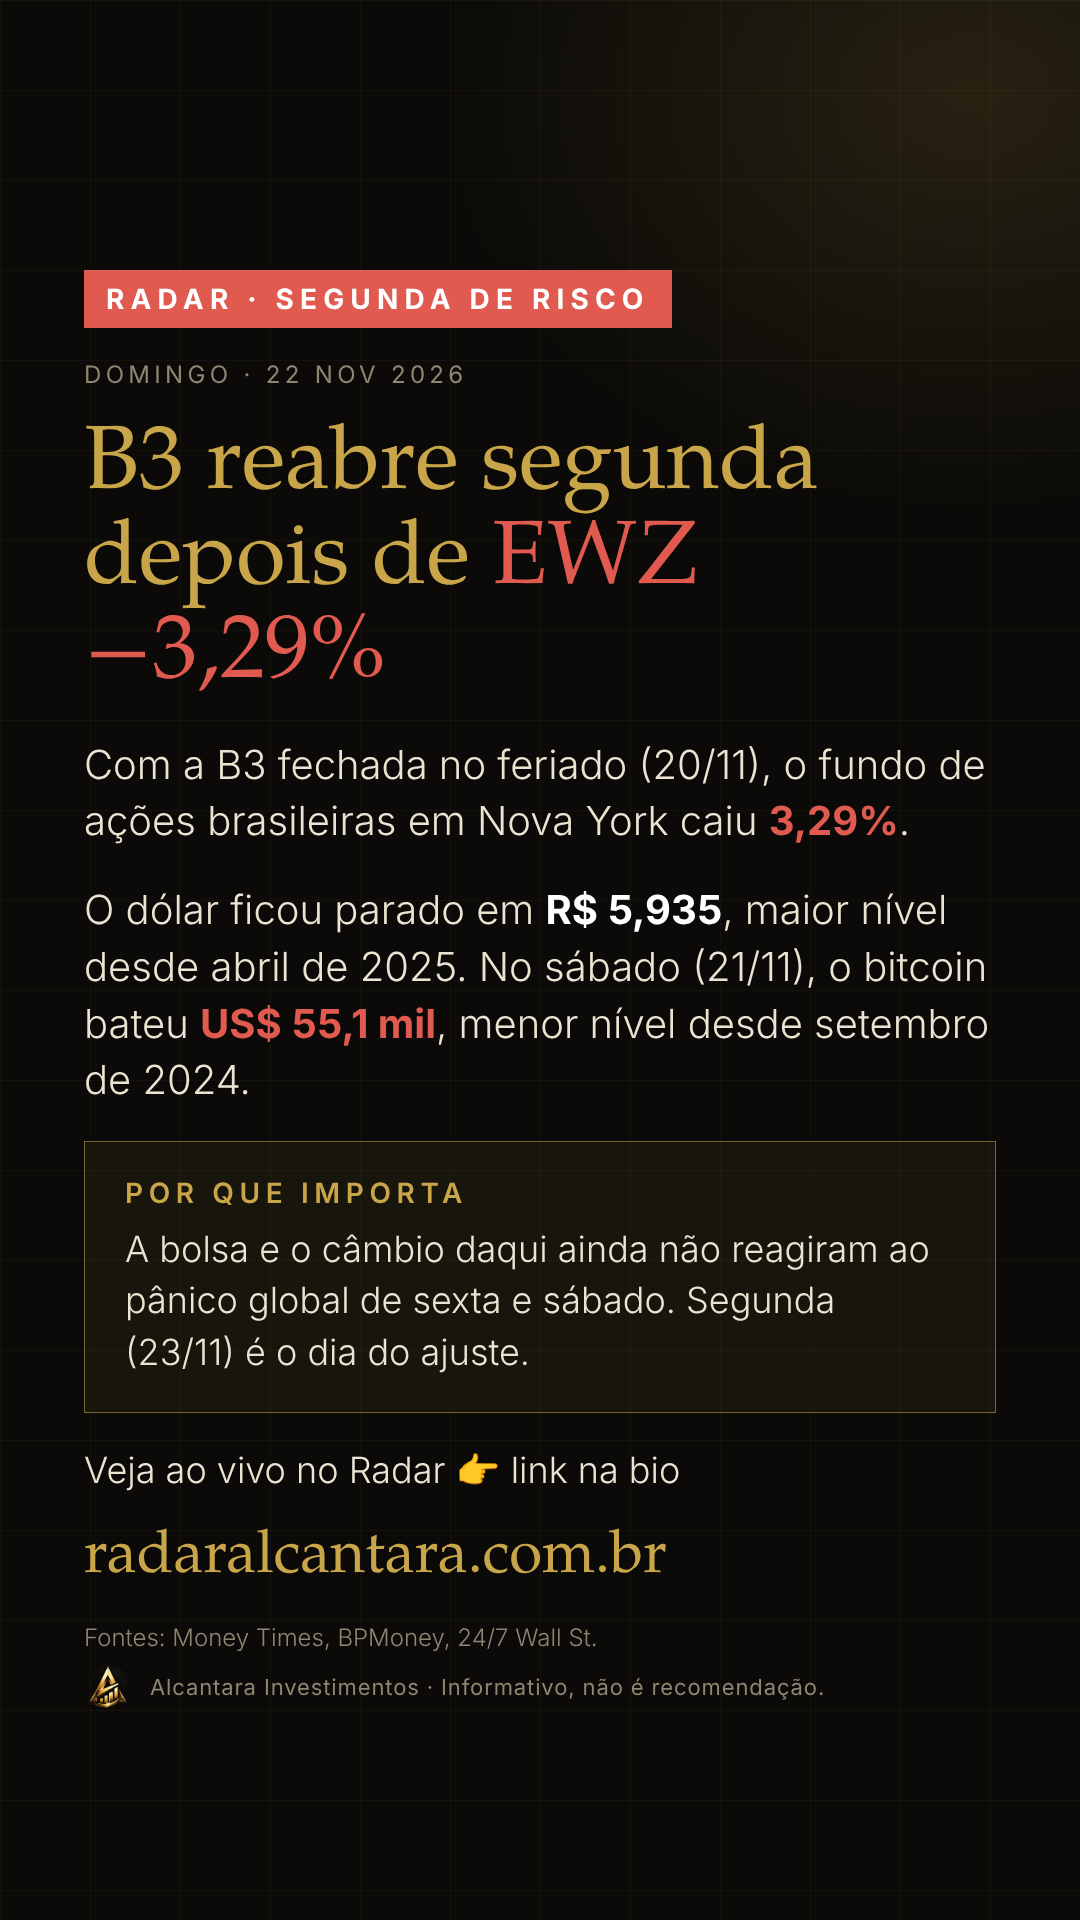 RADAR · SEGUNDA DE RISCO
DOMINGO · 22 NOV 2026
B3 reabre segunda
depois de EWZ
−3,29%
Com a B3 fechada no feriado (20/11), o fundo de
ações brasileiras em Nova York caiu 3,29%.
O dólar ficou parado em R$ 5,935, maior nível
desde abril de 2025. No sábado (21/11), o bitcoin
bateu US$ 55,1 mil, menor nível desde setembro
de 2024.
POR QUE IMPORTA
A bolsa e o câmbio daqui ainda não reagiram ao
pânico global de sexta e sábado. Segunda
(23/11) é o dia do ajuste.
Veja ao vivo no Radar 👉 link na bio
radaralcantara.com.br
Fontes: Money Times, BPMoney, 24/7 Wall St.
Alcantara Investimentos · Informativo, não é recomendação.